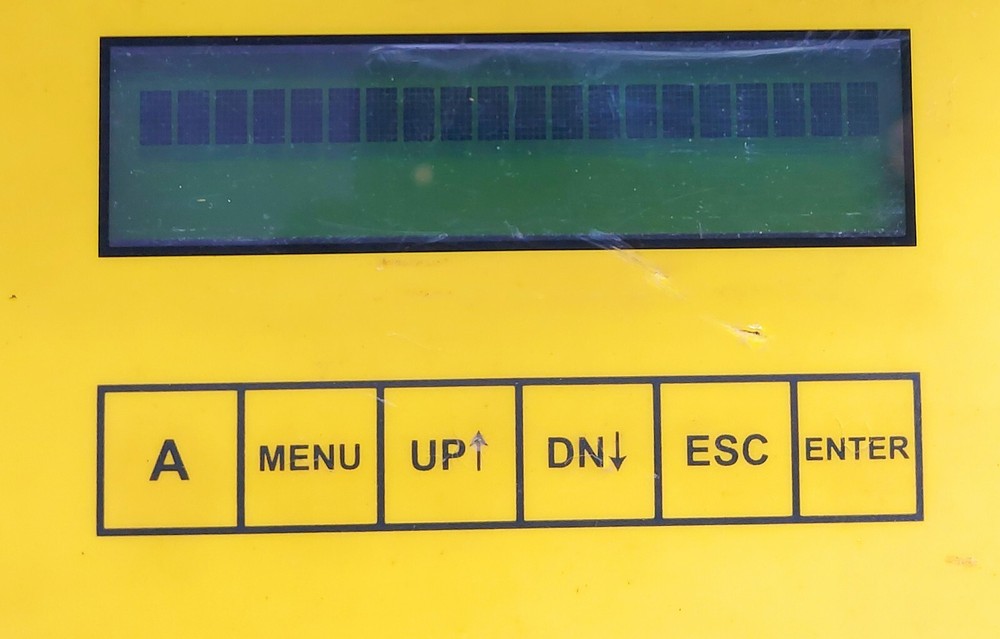 A MENU UP↑ DN↓ ESC ENTER